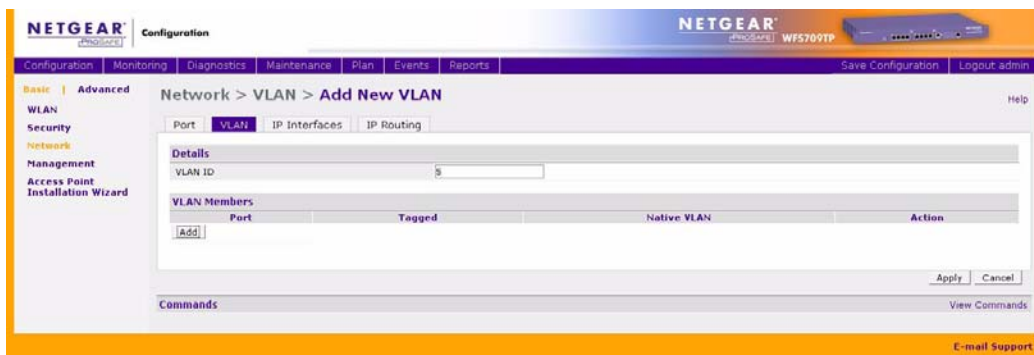 NETGEAR
PROSAFE
Configuration
NETGEAR
PROSAFE WFS709TP
Configuration Monitoring Diagnostics Maintenance Plan Events Reports Save Configuration Logout admin
Basic | Advanced
WLAN
Security
Network
Management
Access Point
Installation Wizard
Network > VLAN > Add New VLAN
Help
Port VLAN IP Interfaces IP Routing
Details
VLAN ID 5
VLAN Members
Port Tagged Native VLAN Action
Add
Apply Cancel
Commands View Commands
E-mail Support